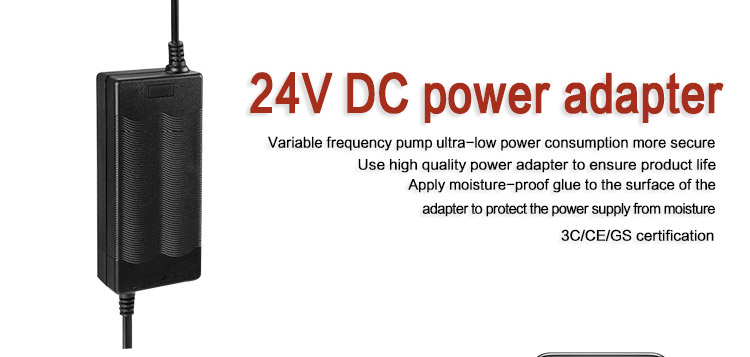 24V DC power adapter
Variable frequency pump ultra-low power consumption more secure
Use high quality power adapter to ensure product life
Apply moisture-proof glue to the surface of the
adapter to protect the power supply from moisture
3C/CE/GS certification